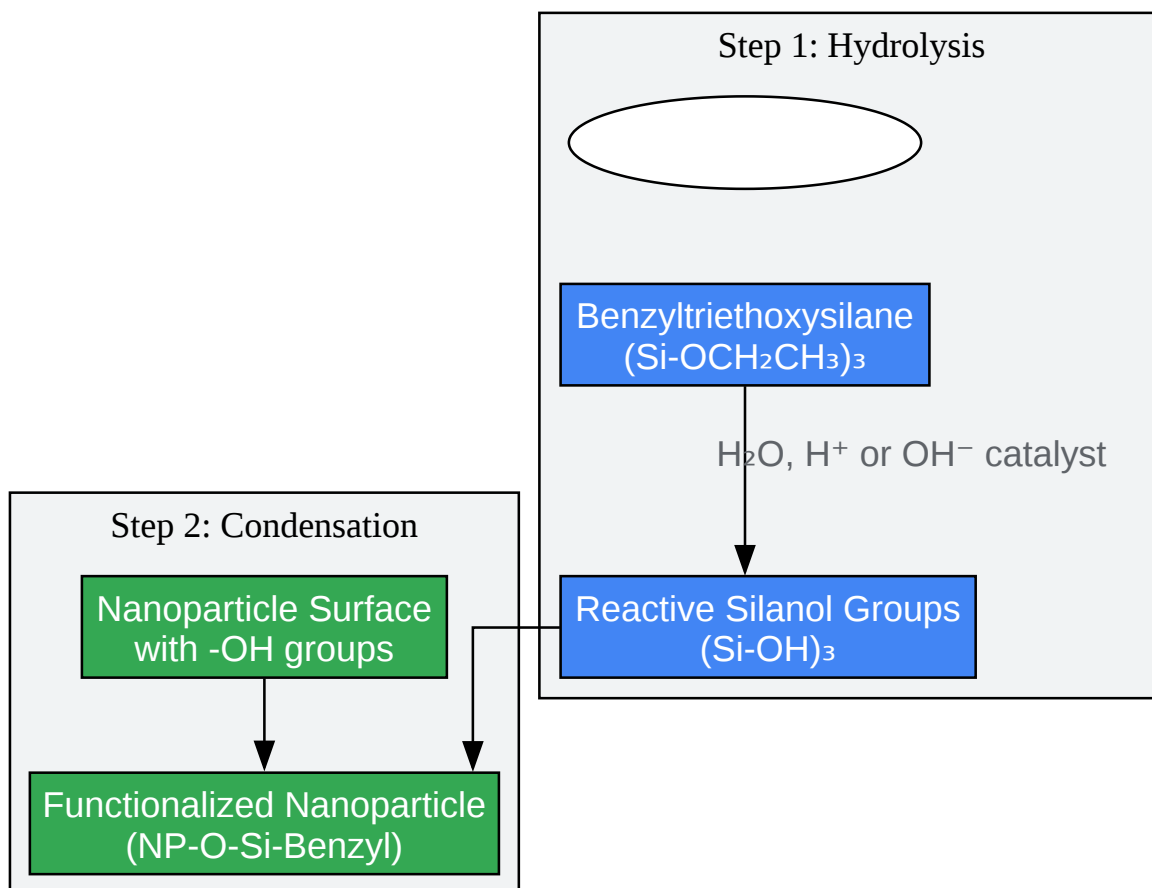 Step 1: Hydrolysis
Benzyltriethoxysilane
(Si-OCH₂CH₃)₃
H₂O, H⁺ or OH⁻ catalyst
Step 2: Condensation
Nanoparticle Surface
with -OH groups
Reactive Silanol Groups
(Si-OH)₃
Functionalized Nanoparticle
(NP-O-Si-Benzyl)